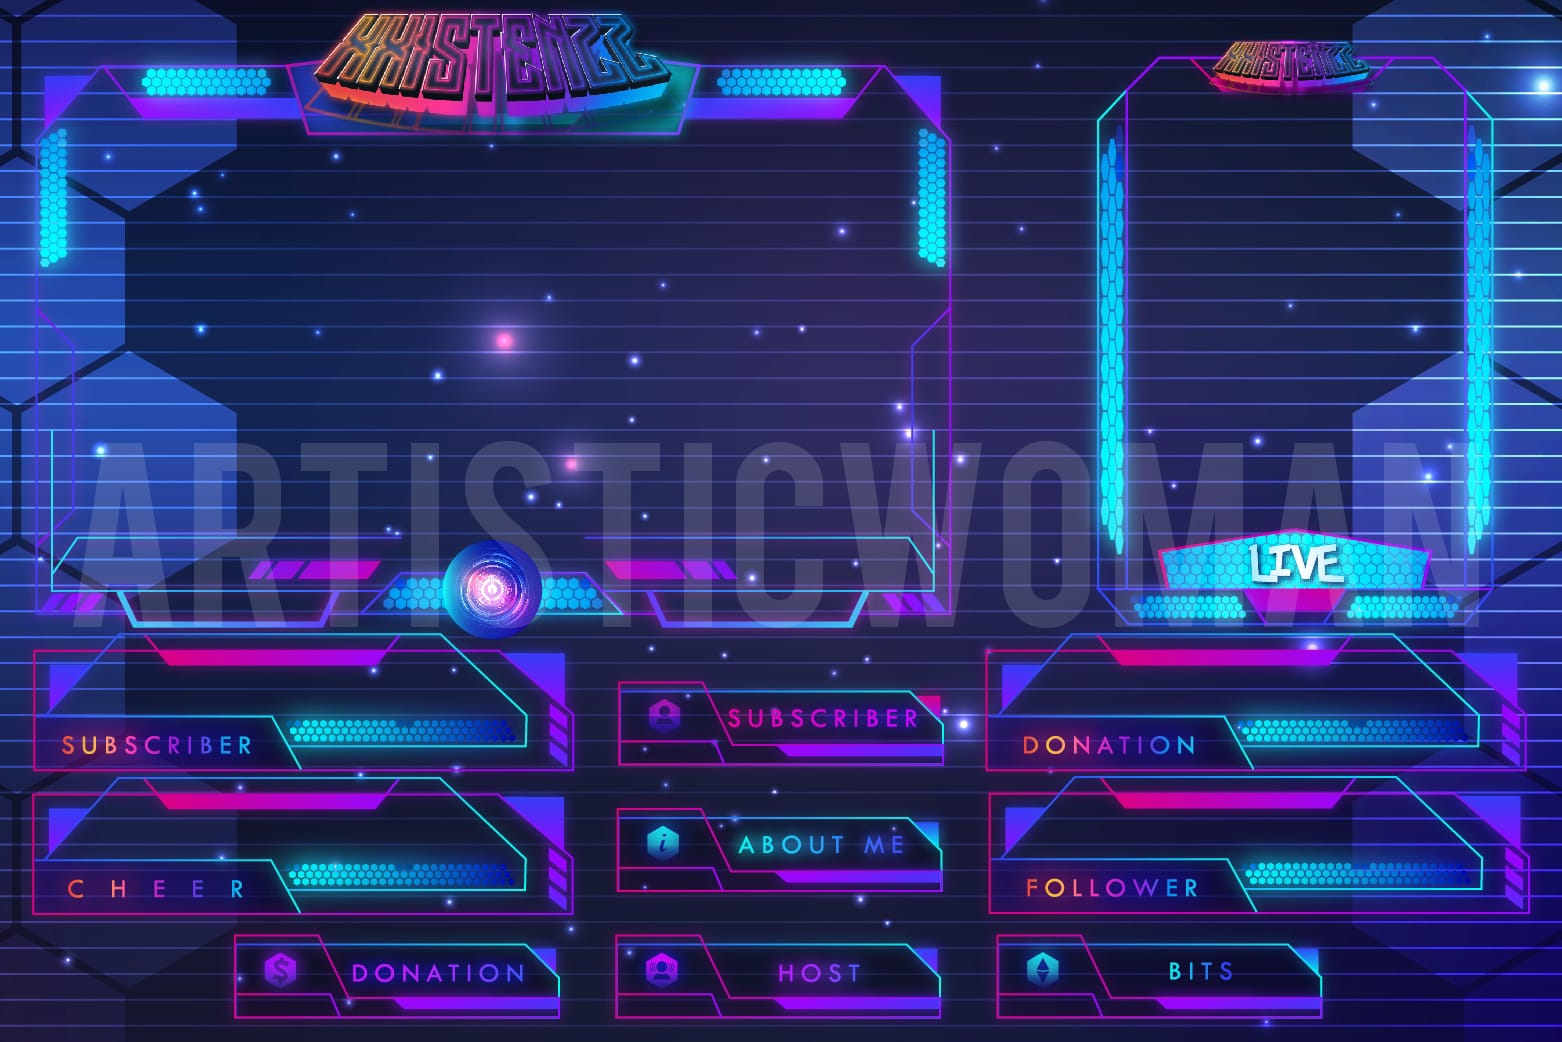 XXISTENZZ
XXISTENZZ
ARTISTICWOMAN
LIVE
SUBSCRIBER
SUBSCRIBER
DONATION
CHEER
i ABOUT ME
FOLLOWER
$ DONATION
HOST
BITS